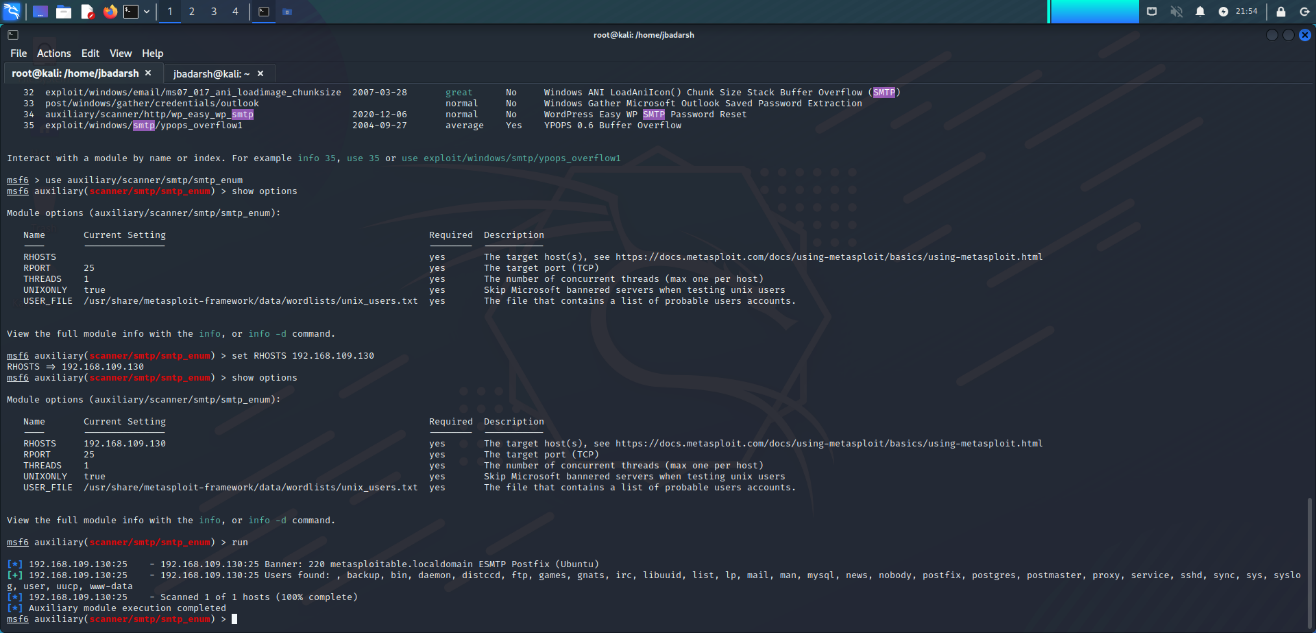 1 2 3 4 21:54
root@kali: /home/jbadarsh
File Actions Edit View Help
root@kali: /home/jbadarsh × jbadarsh@kali: ~ ×
32 exploit/windows/email/ms07_017_ani_loadimage_chunksize 2007-03-28 great No Windows ANI LoadAniIcon() Chunk Size Stack Buffer Overflow (SMTP)
33 post/windows/gather/credentials/outlook normal No Windows Gather Microsoft Outlook Saved Password Extraction
34 auxiliary/scanner/http/wp_easy_wp_smtp 2020-12-06 normal No WordPress Easy WP SMTP Password Reset
35 exploit/windows/smtp/ypops_overflow1 2004-09-27 average Yes YPOPS 0.6 Buffer Overflow
Interact with a module by name or index. For example info 35, use 35 or use exploit/windows/smtp/ypops_overflow1
msf6 > use auxiliary/scanner/smtp/smtp_enum
msf6 auxiliary(scanner/smtp/smtp_enum) > show options
Module options (auxiliary/scanner/smtp/smtp_enum):
Name Current Setting Required Description
RHOSTS yes The target host(s), see https://docs.metasploit.com/docs/using-metasploit/basics/using-metasploit.html
RPORT 25 yes The target port (TCP)
THREADS 1 yes The number of concurrent threads (max one per host)
UNIXONLY true yes Skip Microsoft bannered servers when testing unix users
USER_FILE /usr/share/metasploit-framework/data/wordlists/unix_users.txt yes The file that contains a list of probable users accounts.
View the full module info with the info, or info -d command.
msf6 auxiliary(scanner/smtp/smtp_enum) > set RHOSTS 192.168.109.130
RHOSTS => 192.168.109.130
msf6 auxiliary(scanner/smtp/smtp_enum) > show options
Module options (auxiliary/scanner/smtp/smtp_enum):
Name Current Setting Required Description
RHOSTS 192.168.109.130 yes The target host(s), see https://docs.metasploit.com/docs/using-metasploit/basics/using-metasploit.html
RPORT 25 yes The target port (TCP)
THREADS 1 yes The number of concurrent threads (max one per host)
UNIXONLY true yes Skip Microsoft bannered servers when testing unix users
USER_FILE /usr/share/metasploit-framework/data/wordlists/unix_users.txt yes The file that contains a list of probable users accounts.
View the full module info with the info, or info -d command.
msf6 auxiliary(scanner/smtp/smtp_enum) > run
[*] 192.168.109.130:25 - 192.168.109.130:25 Banner: 220 metasploitable.localdomain ESMTP Postfix (Ubuntu)
[+] 192.168.109.130:25 - 192.168.109.130:25 Users found: , backup, bin, daemon, distccd, ftp, games, gnats, irc, libuuid, list, lp, mail, man, mysql, news, nobody, postfix, postgres, postmaster, proxy, service, sshd, sync, sys, syslo
g, user, uucp, www-data
[*] 192.168.109.130:25 - Scanned 1 of 1 hosts (100% complete)
[*] Auxiliary module execution completed
msf6 auxiliary(scanner/smtp/smtp_enum) >